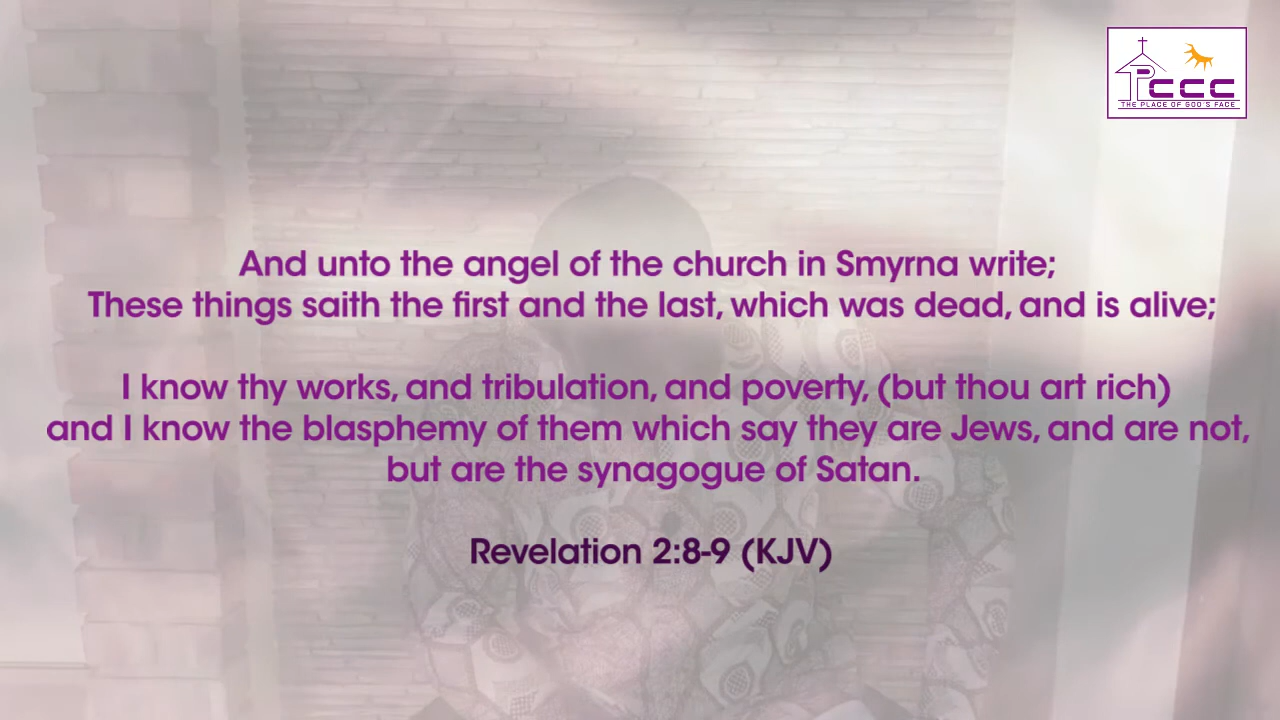 PCCC
THE PLACE OF GOD'S FACE
And unto the angel of the church in Smyrna write;
These things saith the first and the last, which was dead, and is alive;
I know thy works, and tribulation, and poverty, (but thou art rich)
and I know the blasphemy of them which say they are Jews, and are not,
but are the synagogue of Satan.
Revelation 2:8-9 (KJV)